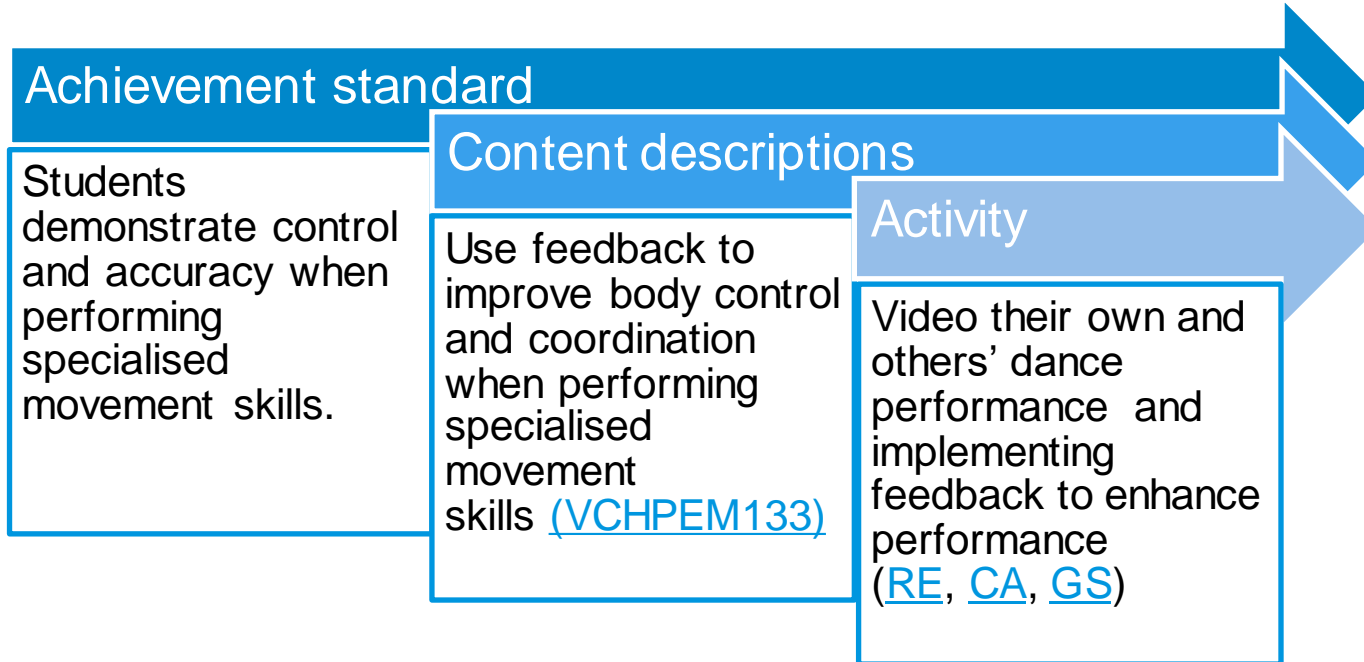 Achievement standard
Students
demonstrate control
and accuracy when
performing
specialised
movement skills.
Content descriptions
Use feedback to
improve body control
and coordination
when performing
specialised
movement
skills (VCHPEM133)
Activity
Video their own and
others’ dance
performance and
implementing
feedback to enhance
performance
(RE, CA, GS)